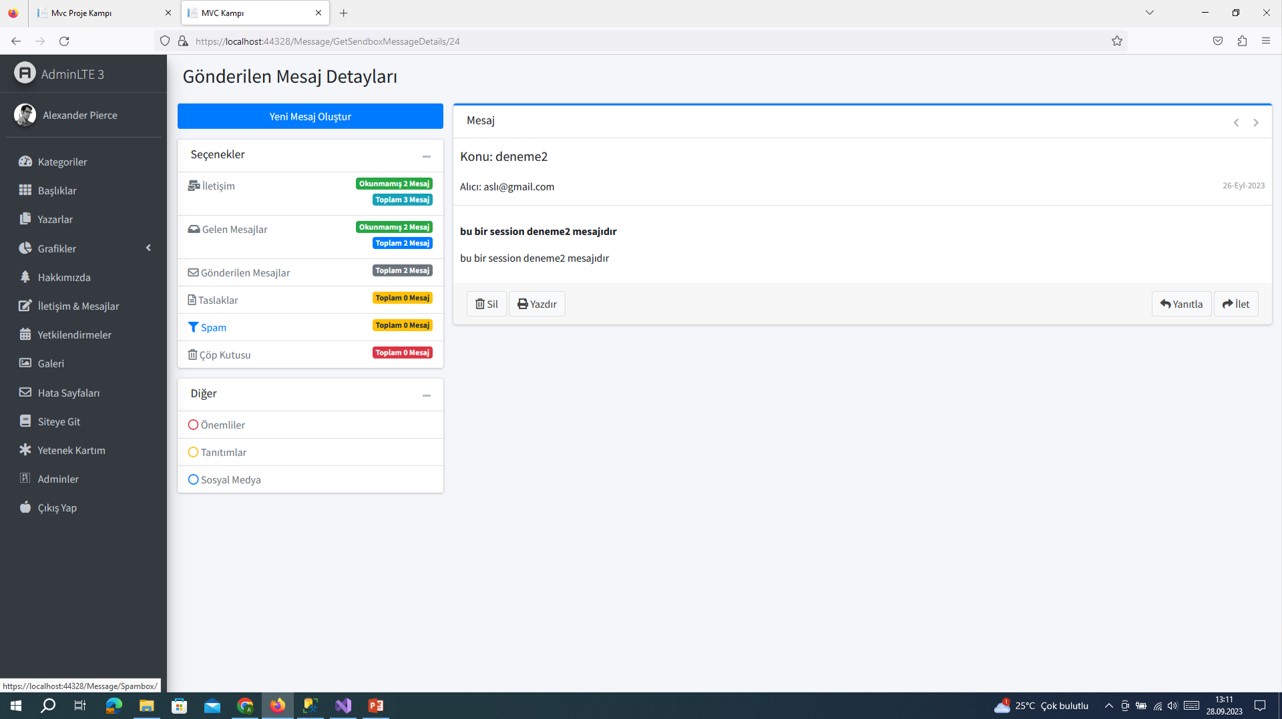 Mvc Proje Kampı
MVC Kampı
https://localhost:44328/Message/GetSendboxMessageDetails/24
AdminLTE 3
Alexander Pierce
Kategoriler
Başlıklar
Yazarlar
Grafikler
Hakkımızda
İletişim & Mesajlar
Yetkilendirmeler
Galeri
Hata Sayfaları
Siteye Git
Yetenek Kartım
Adminler
Çıkış Yap
Gönderilen Mesaj Detayları
Yeni Mesaj Oluştur
Seçenekler
İletişim
Okunmamış 2 Mesaj
Toplam 3 Mesaj
Gelen Mesajlar
Okunmamış 2 Mesaj
Toplam 2 Mesaj
Gönderilen Mesajlar
Toplam 2 Mesaj
Taslaklar
Toplam 0 Mesaj
Spam
Toplam 0 Mesaj
Çöp Kutusu
Toplam 0 Mesaj
Diğer
Önemliler
Tanıtımlar
Sosyal Medya
Mesaj
Konu: deneme2
Alıcı: aslı@gmail.com
26-Eyl-2023
bu bir session deneme2 mesajıdır
bu bir session deneme2 mesajıdır
Sil
Yazdır
Yanıtla
İlet
https://localhost:44328/Message/Spambox/
25°C Çok bulutlu
13:11
28.09.2023